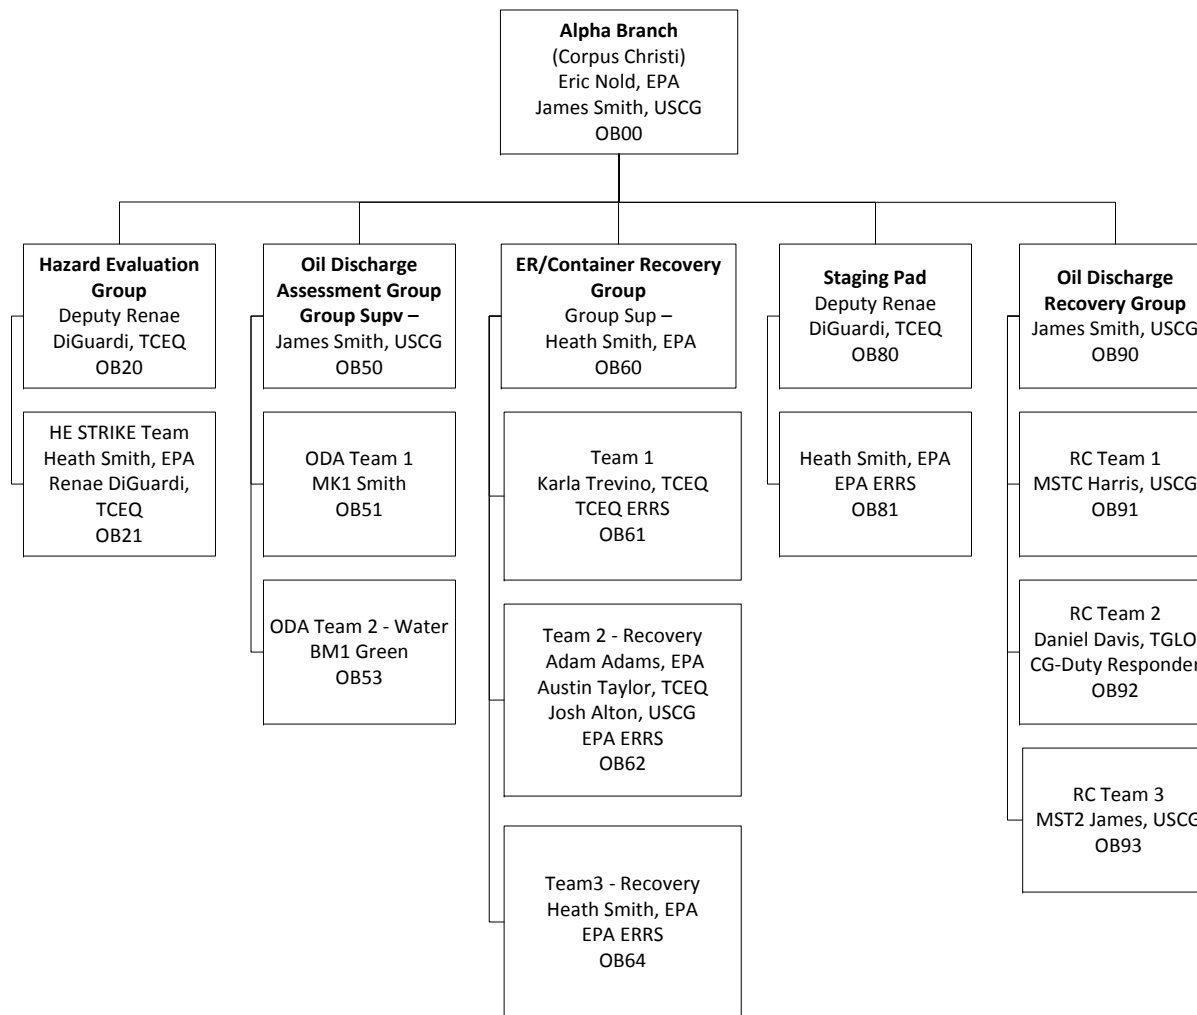 Alpha Branch
(Corpus Christi)
Eric Nold, EPA
James Smith, USCG
OB00
Hazard Evaluation
Group
Deputy Renae
DiGuardi, TCEQ
OB20
HE STRIKE Team
Heath Smith, EPA
Renae DiGuardi,
TCEQ
OB21
Oil Discharge
Assessment Group
Group Supv –
James Smith, USCG
OB50
ODA Team 1
MK1 Smith
OB51
ODA Team 2 - Water
BM1 Green
OB53
ER/Container Recovery
Group
Group Sup –
Heath Smith, EPA
OB60
Team 1
Karla Trevino, TCEQ
TCEQ ERRS
OB61
Team 2 - Recovery
Adam Adams, EPA
Austin Taylor, TCEQ
Josh Alton, USCG
EPA ERRS
OB62
Team3 - Recovery
Heath Smith, EPA
EPA ERRS
OB64
Staging Pad
Deputy Renae
DiGuardi, TCEQ
OB80
Heath Smith, EPA
EPA ERRS
OB81
Oil Discharge
Recovery Group
James Smith, USCG
OB90
RC Team 1
MSTC Harris, USCG
OB91
RC Team 2
Daniel Davis, TGLO
CG-Duty Responder
OB92
RC Team 3
MST2 James, USCG
OB93